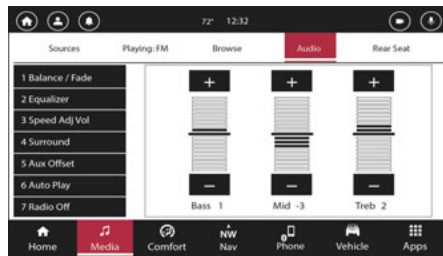 72° 12:32
Sources Playing: FM Browse Audio Rear Seat
1 Balance / Fade
2 Equalizer
3 Speed Adj Vol
4 Surround
5 Aux Offset
6 Auto Play
7 Radio Off
+ + +
– – –
Bass 1 Mid -3 Treb 2
NW
Home Media Comfort Nav Phone Vehicle Apps